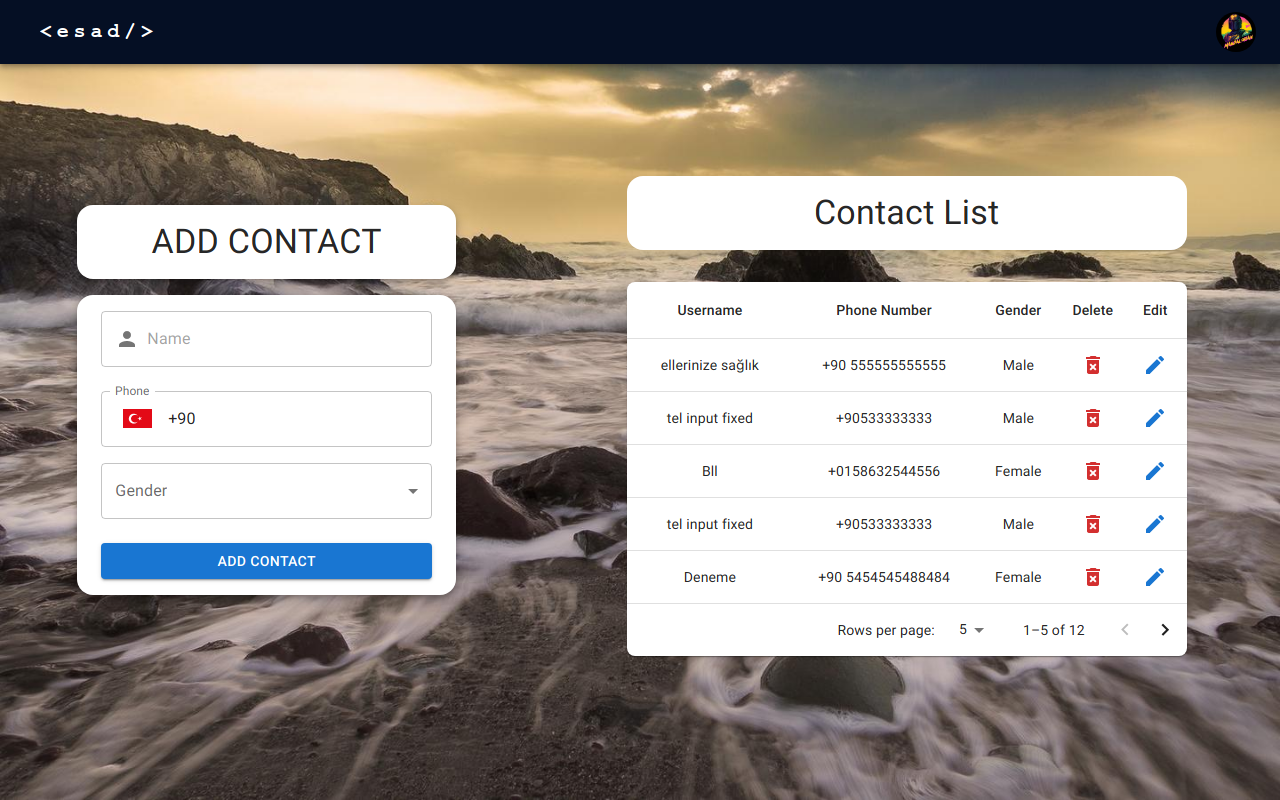 <esad/>
ADD CONTACT
Name
Phone
+90
Gender
ADD CONTACT
Contact List
Username Phone Number Gender Delete Edit
ellerinize sağlık +90 555555555555 Male
tel input fixed +90533333333 Male
Bll +0158632544556 Female
tel input fixed +90533333333 Male
Deneme +90 5454545488484 Female
Rows per page: 5 1–5 of 12